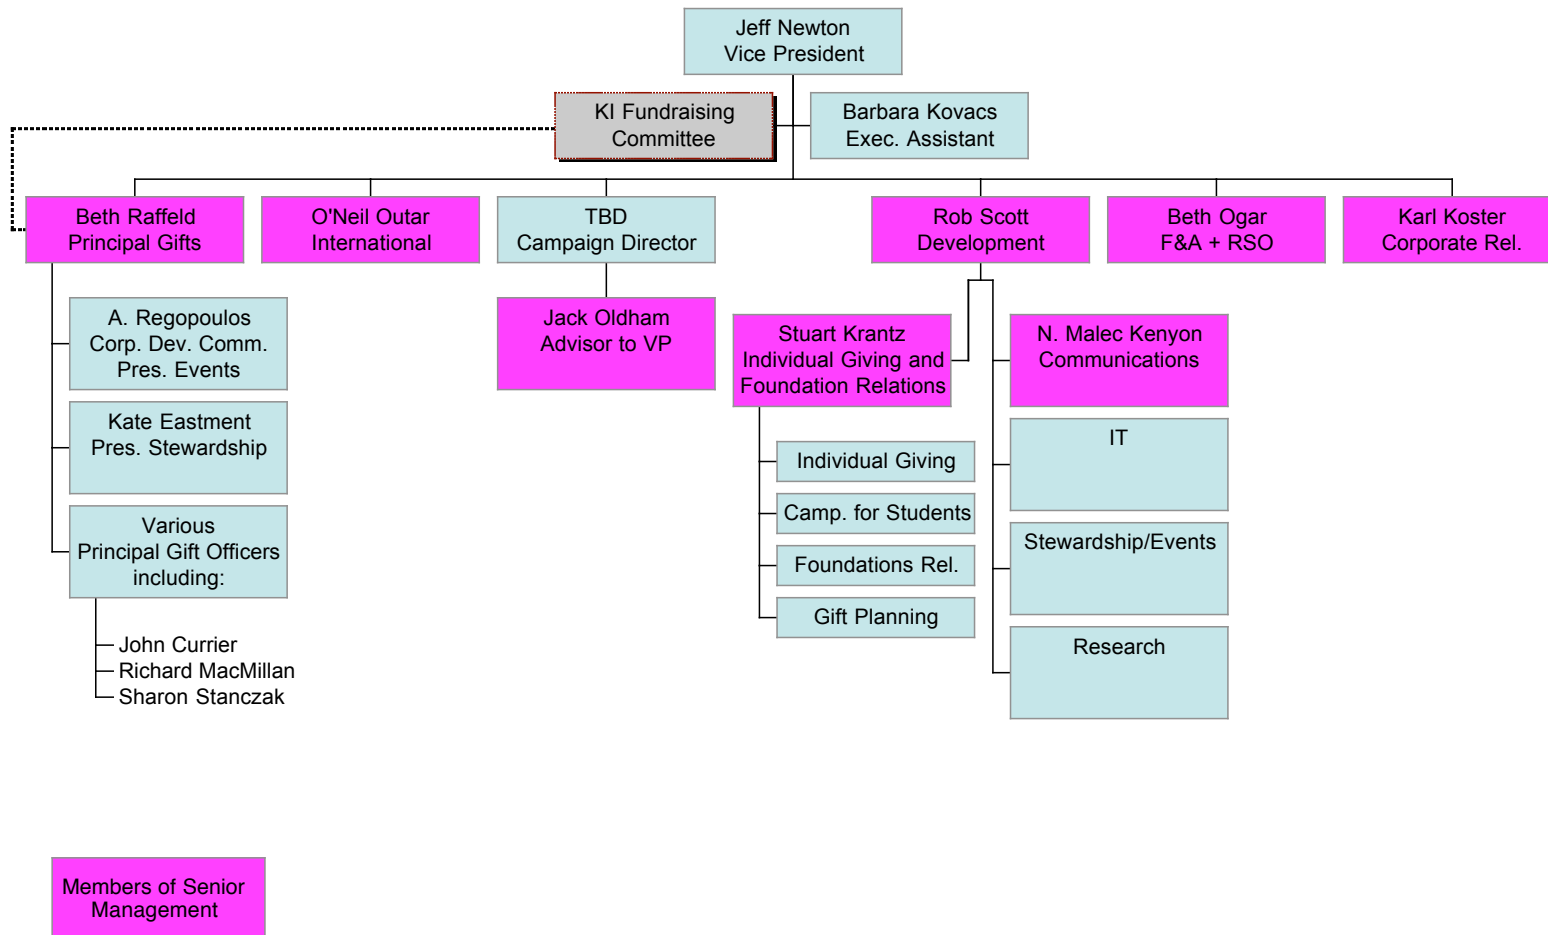 Jeff Newton
Vice President
KI Fundraising
Committee
Barbara Kovacs
Exec. Assistant
Beth Raffeld
Principal Gifts
O'Neil Outar
International
TBD
Campaign Director
Rob Scott
Development
Beth Ogar
F&A + RSO
Karl Koster
Corporate Rel.
A. Regopoulos
Corp. Dev. Comm.
Pres. Events
Kate Eastment
Pres. Stewardship
Various
Principal Gift Officers
including:
John Currier
Richard MacMillan
Sharon Stanczak
Jack Oldham
Advisor to VP
Stuart Krantz
Individual Giving and
Foundation Relations
Individual Giving
Camp. for Students
Foundations Rel.
Gift Planning
N. Malec Kenyon
Communications
IT
Stewardship/Events
Research
Members of Senior
Management